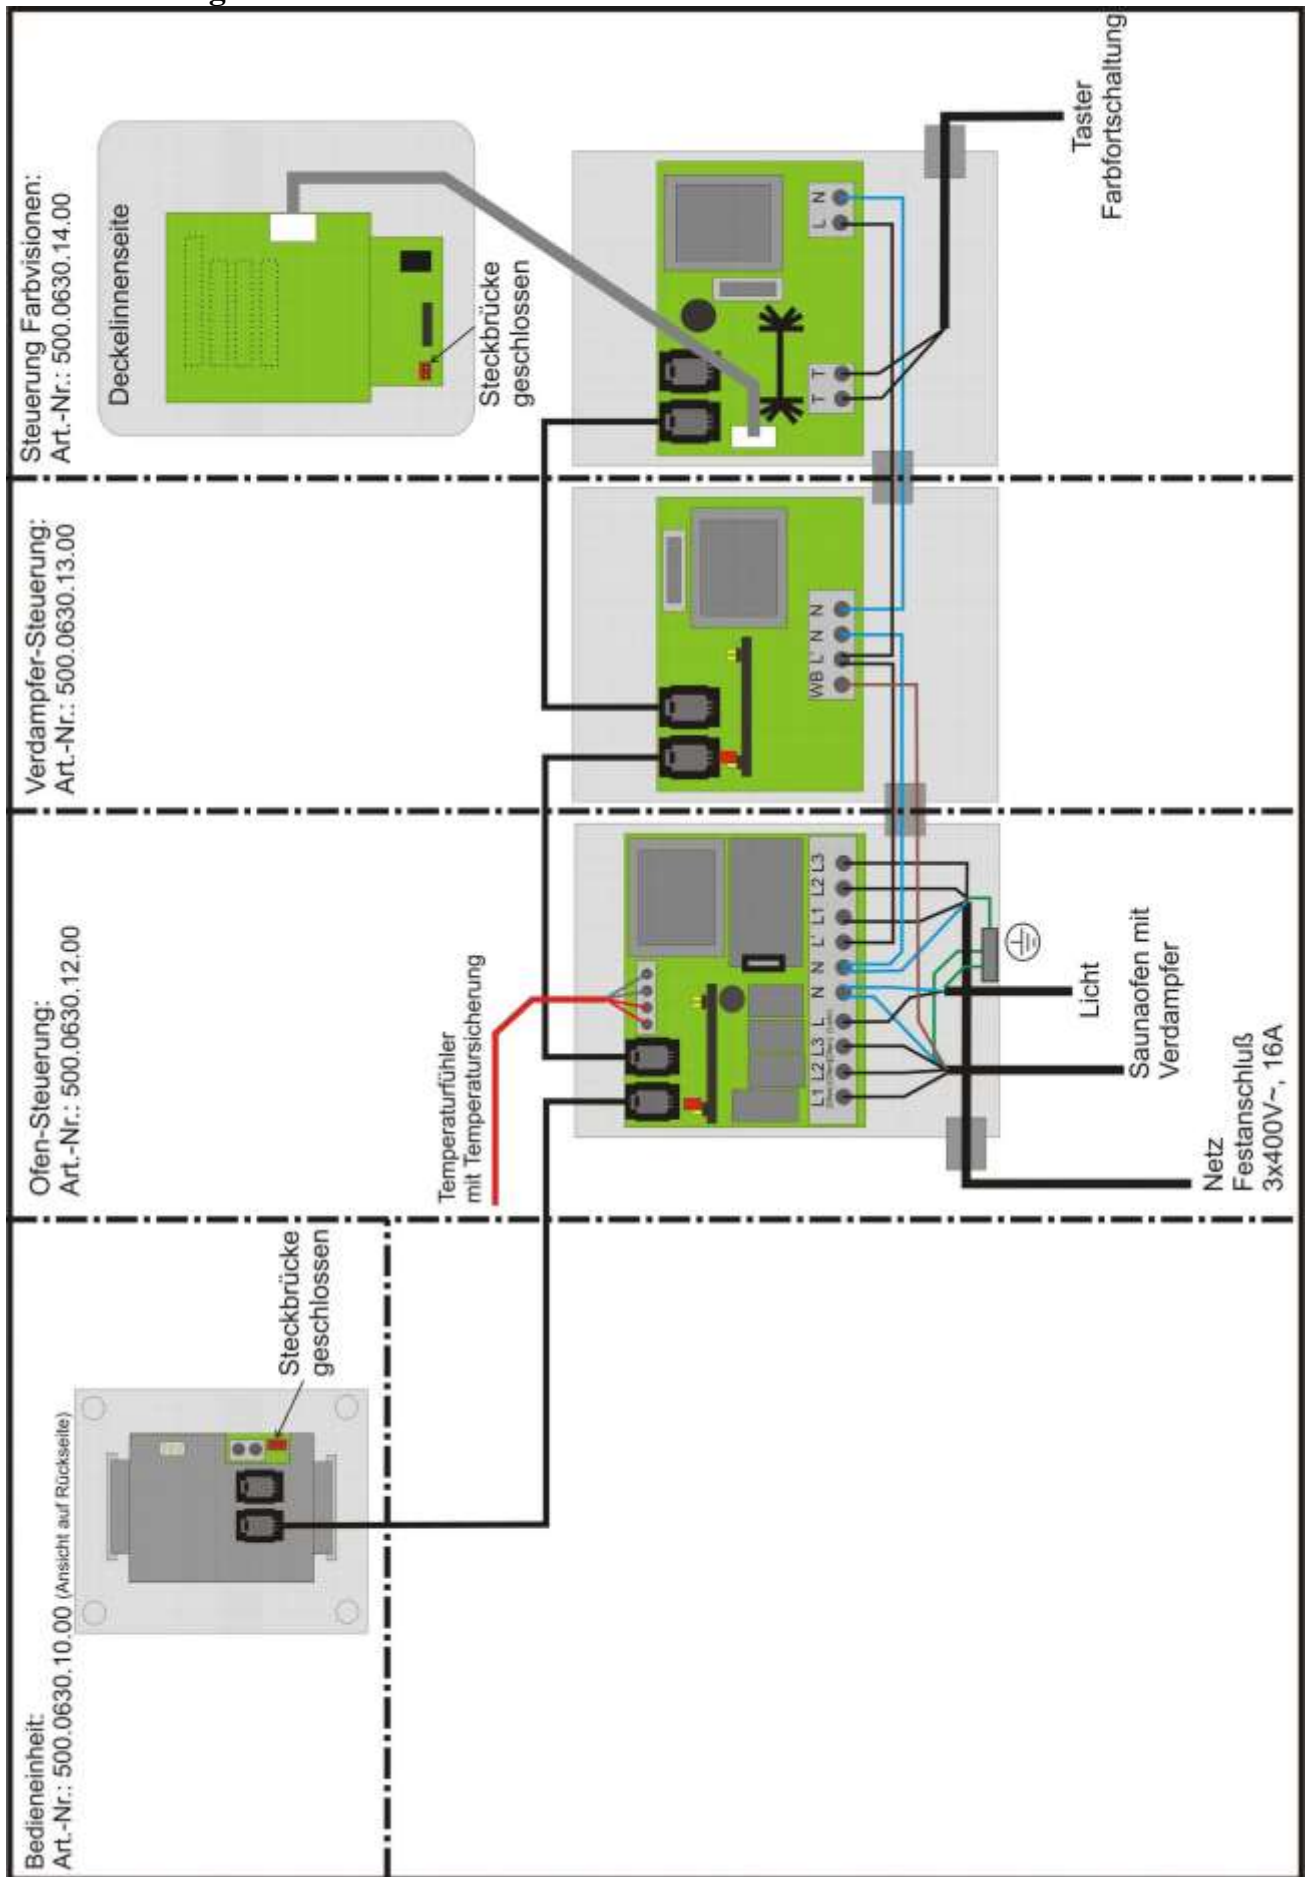 Bedieneinheit:
Art.-Nr.: 500.0630.10.00 (Ansicht auf Rückseite)
Steckbrücke
geschlossen
Ofen-Steuerung:
Art.-Nr.: 500.0630.12.00
Temperaturfühler
mit Temperatursicherung
L1 L2 L3 L N N L' L1 L2 L3
Netz
Festanschluß
3x400V~, 16A
Saunaofen mit
Verdampfer
Licht
Verdampfer-Steuerung:
Art.-Nr.: 500.0630.13.00
WB L' N N
Steuerung Farbvisionen:
Art.-Nr.: 500.0630.14.00
Deckelinnenseite
Steckbrücke
geschlossen
T T
L N
Taster
Farbfortschaltung